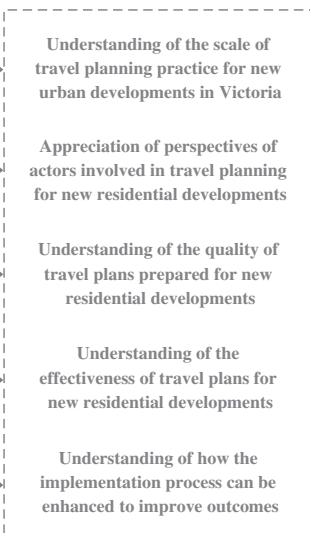 Understanding of the scale of
travel planning practice for new
urban developments in Victoria
Appreciation of perspectives of
actors involved in travel planning
for new residential developments
Understanding of the quality of
travel plans prepared for new
residential developments
Understanding of the
effectiveness of travel plans for
new residential developments
Understanding of how the
implementation process can be
enhanced to improve outcomes